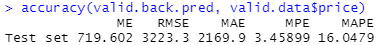 > accuracy(valid.back.pred, valid.data$price)
ME RMSE MAE MPE MAPE
Test set 719.602 3223.3 2169.9 3.45899 16.0479